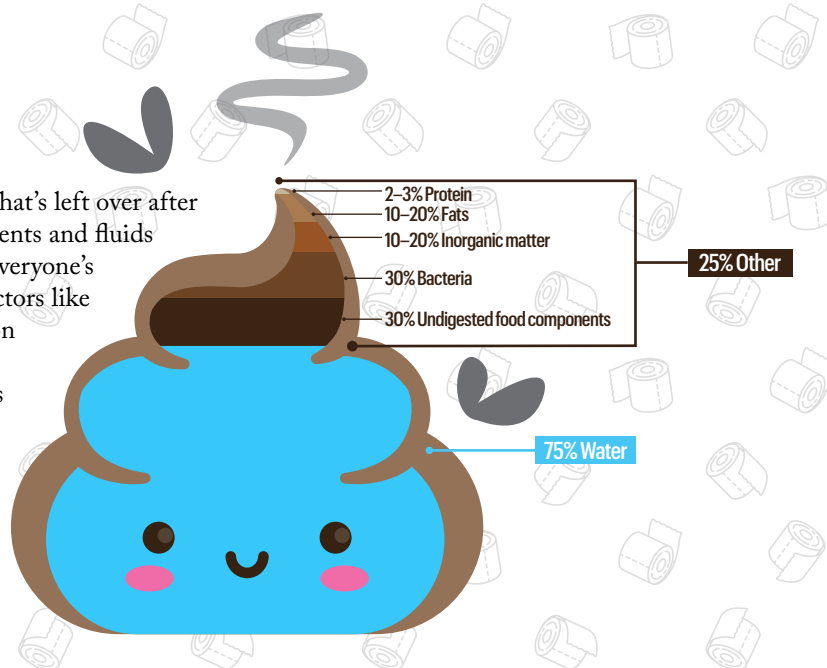 hat's left over after
ents and fluids
veryone's
ctors like
on
s
2–3% Protein
10–20% Fats
10–20% Inorganic matter
30% Bacteria
30% Undigested food components
25% Other
75% Water